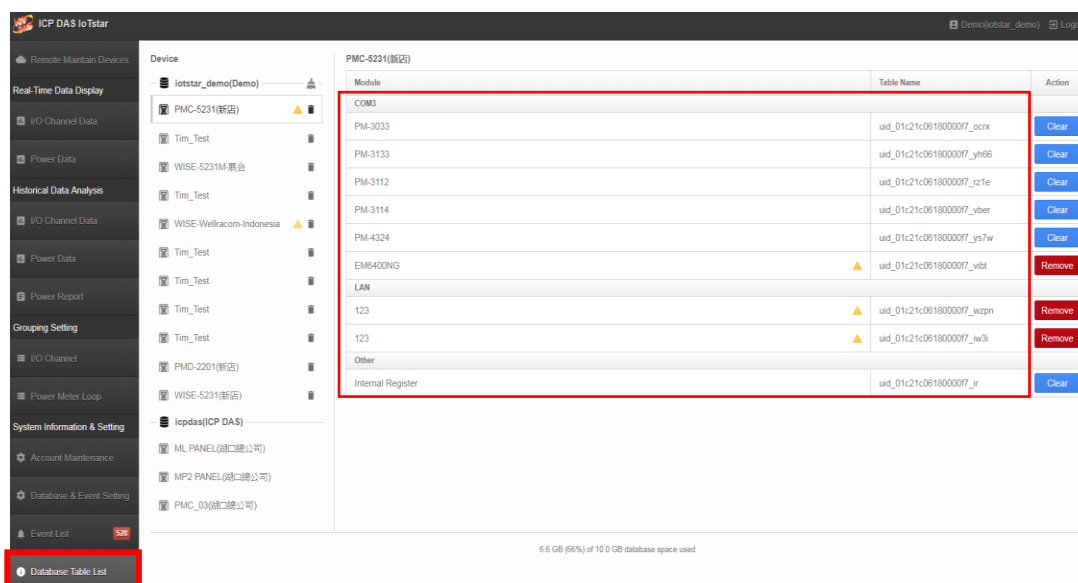 ICP DAS IoTstar
Demo(iotstar_demo) Logo
Remote Maintain Devices
Real-Time Data Display
I/O Channel Data
Power Data
Historical Data Analysis
I/O Channel Data
Power Data
Power Report
Grouping Setting
I/O Channel
Power Meter Loop
System Information & Setting
Account Maintenance
Database & Event Setting
Event List 528
Database Table List
Device
iotstar_demo(Demo)
PMC-5231(新店)
Tim_Test
WISE-5231M-展会
Tim_Test
WISE-Wellracom-Indonesia
Tim_Test
Tim_Test
Tim_Test
Tim_Test
PMD-2201(新店)
WISE-5231(新店)
icpdas(ICP DAS)
ML PANEL(湖口總公司)
MP2 PANEL(湖口總公司)
PMC_03(湖口總公司)
PMC-5231(新店)
Module Table Name Action
COM3
PM-3033 uid_01c21c06180000f7_ocrx Clear
PM-3133 uid_01c21c06180000f7_yh66 Clear
PM-3112 uid_01c21c06180000f7_rz1e Clear
PM-3114 uid_01c21c06180000f7_vber Clear
PM-4324 uid_01c21c06180000f7_ys7w Clear
EM6400NG uid_01c21c06180000f7_vibt Remove
LAN
123 uid_01c21c06180000f7_wzpn Remove
123 uid_01c21c06180000f7_iw3i Remove
Other
Internal Register uid_01c21c06180000f7_ir Clear
6.6 GB (66%) of 10.0 GB database space used